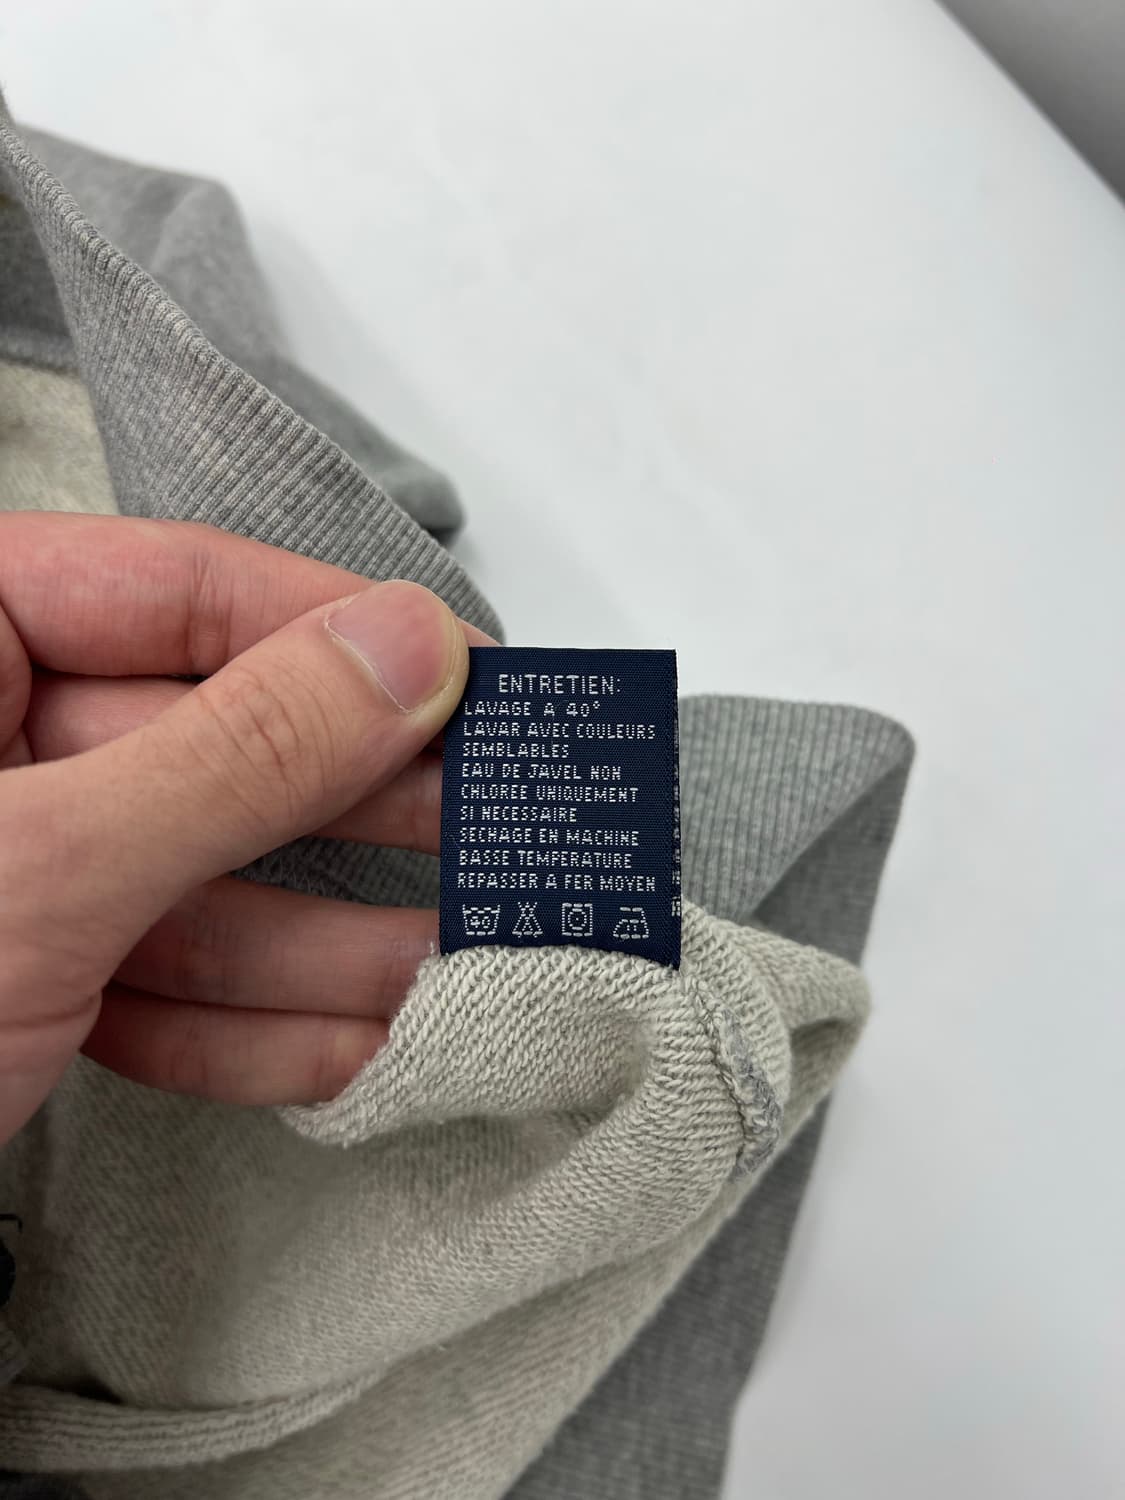 ENTRETIEN:
LAVAGE A 40°
LAVAR AVEC COULEURS
SEMBLABLES
EAU DE JAVEL NON
CHLOREE UNIQUEMENT
SI NECESSAIRE
SECHAGE EN MACHINE
BASSE TEMPERATURE
REPASSER A FER MOYEN
40